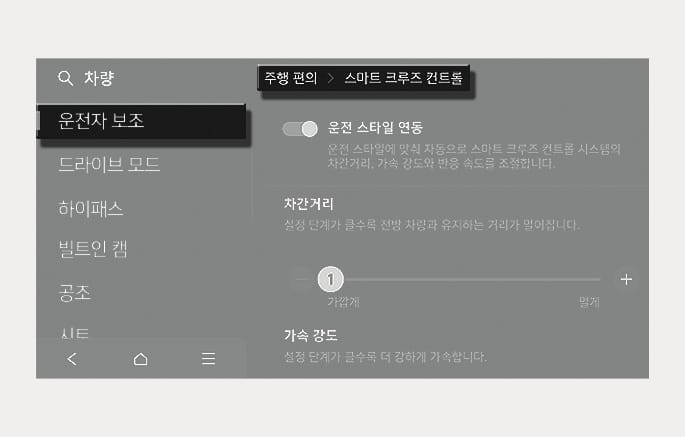 차량
주행 편의 > 스마트 크루즈 컨트롤
운전자 보조
드라이브 모드
하이패스
빌트인 캠
공조
시트
운전 스타일 연동
운전 스타일에 맞춰 자동으로 스마트 크루즈 컨트롤 시스템의
차간거리, 가속 강도와 반응 속도를 조절합니다.
차간거리
설정 단계가 클수록 전방 차량과 유지하는 거리가 멀어집니다.
1
가깝게
멀게
가속 강도
설정 단계가 클수록 더 강하게 가속합니다.